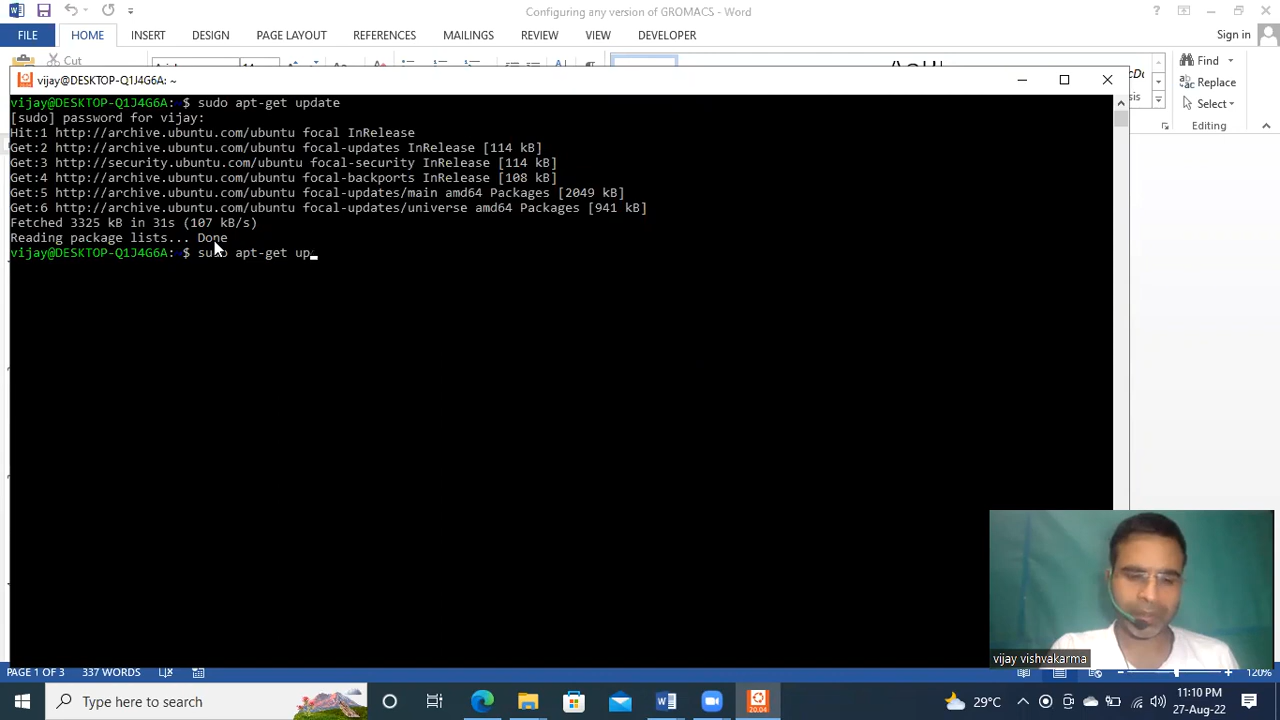 Configuring any version of GROMACS - Word
FILE HOME INSERT DESIGN PAGE LAYOUT REFERENCES MAILINGS REVIEW VIEW DEVELOPER Sign in
Cut
Find
Replace
Select
Editing
vijay@DESKTOP-Q1J4G6A: ~
vijay@DESKTOP-Q1J4G6A:~$ sudo apt-get update
[sudo] password for vijay:
Hit:1 http://archive.ubuntu.com/ubuntu focal InRelease
Get:2 http://archive.ubuntu.com/ubuntu focal-updates InRelease [114 kB]
Get:3 http://security.ubuntu.com/ubuntu focal-security InRelease [114 kB]
Get:4 http://archive.ubuntu.com/ubuntu focal-backports InRelease [108 kB]
Get:5 http://archive.ubuntu.com/ubuntu focal-updates/main amd64 Packages [2049 kB]
Get:6 http://archive.ubuntu.com/ubuntu focal-updates/universe amd64 Packages [941 kB]
Fetched 3325 kB in 31s (107 kB/s)
Reading package lists... Done
vijay@DESKTOP-Q1J4G6A:~$ sudo apt-get up_
vijay vishvakarma
PAGE 1 OF 3 337 WORDS 120%
Type here to search 20.04 29°C 11:10 PM
27-Aug-22